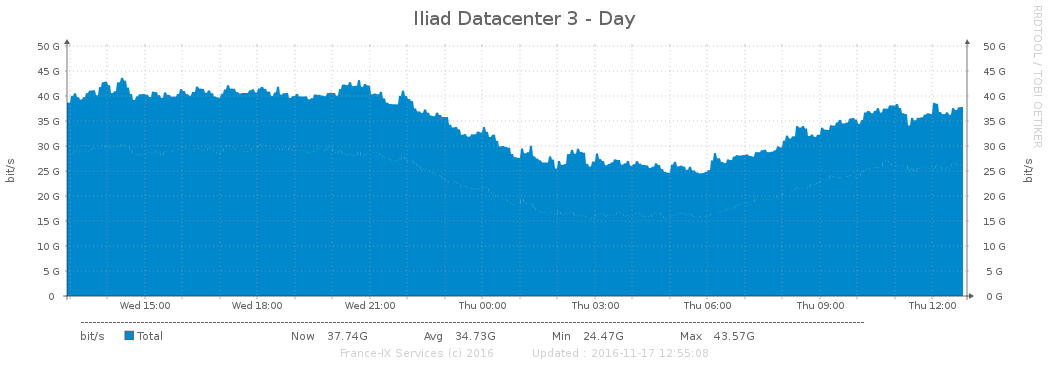 Iliad Datacenter 3 - Day
RRDTOOL / TOBI OETIKER
50 G 50 G
45 G 45 G
40 G 40 G
35 G 35 G
30 G 30 G
25 G 25 G
20 G 20 G
15 G 15 G
10 G 10 G
5 G 5 G
0 0 G
bit/s bit/s
Wed 15:00 Wed 18:00 Wed 21:00 Thu 00:00 Thu 03:00 Thu 06:00 Thu 09:00 Thu 12:00
bit/s Total Now 37.74G Avg 34.73G Min 24.47G Max 43.57G
France-IX Services (c) 2016 Updated : 2016-11-17 12:55:08